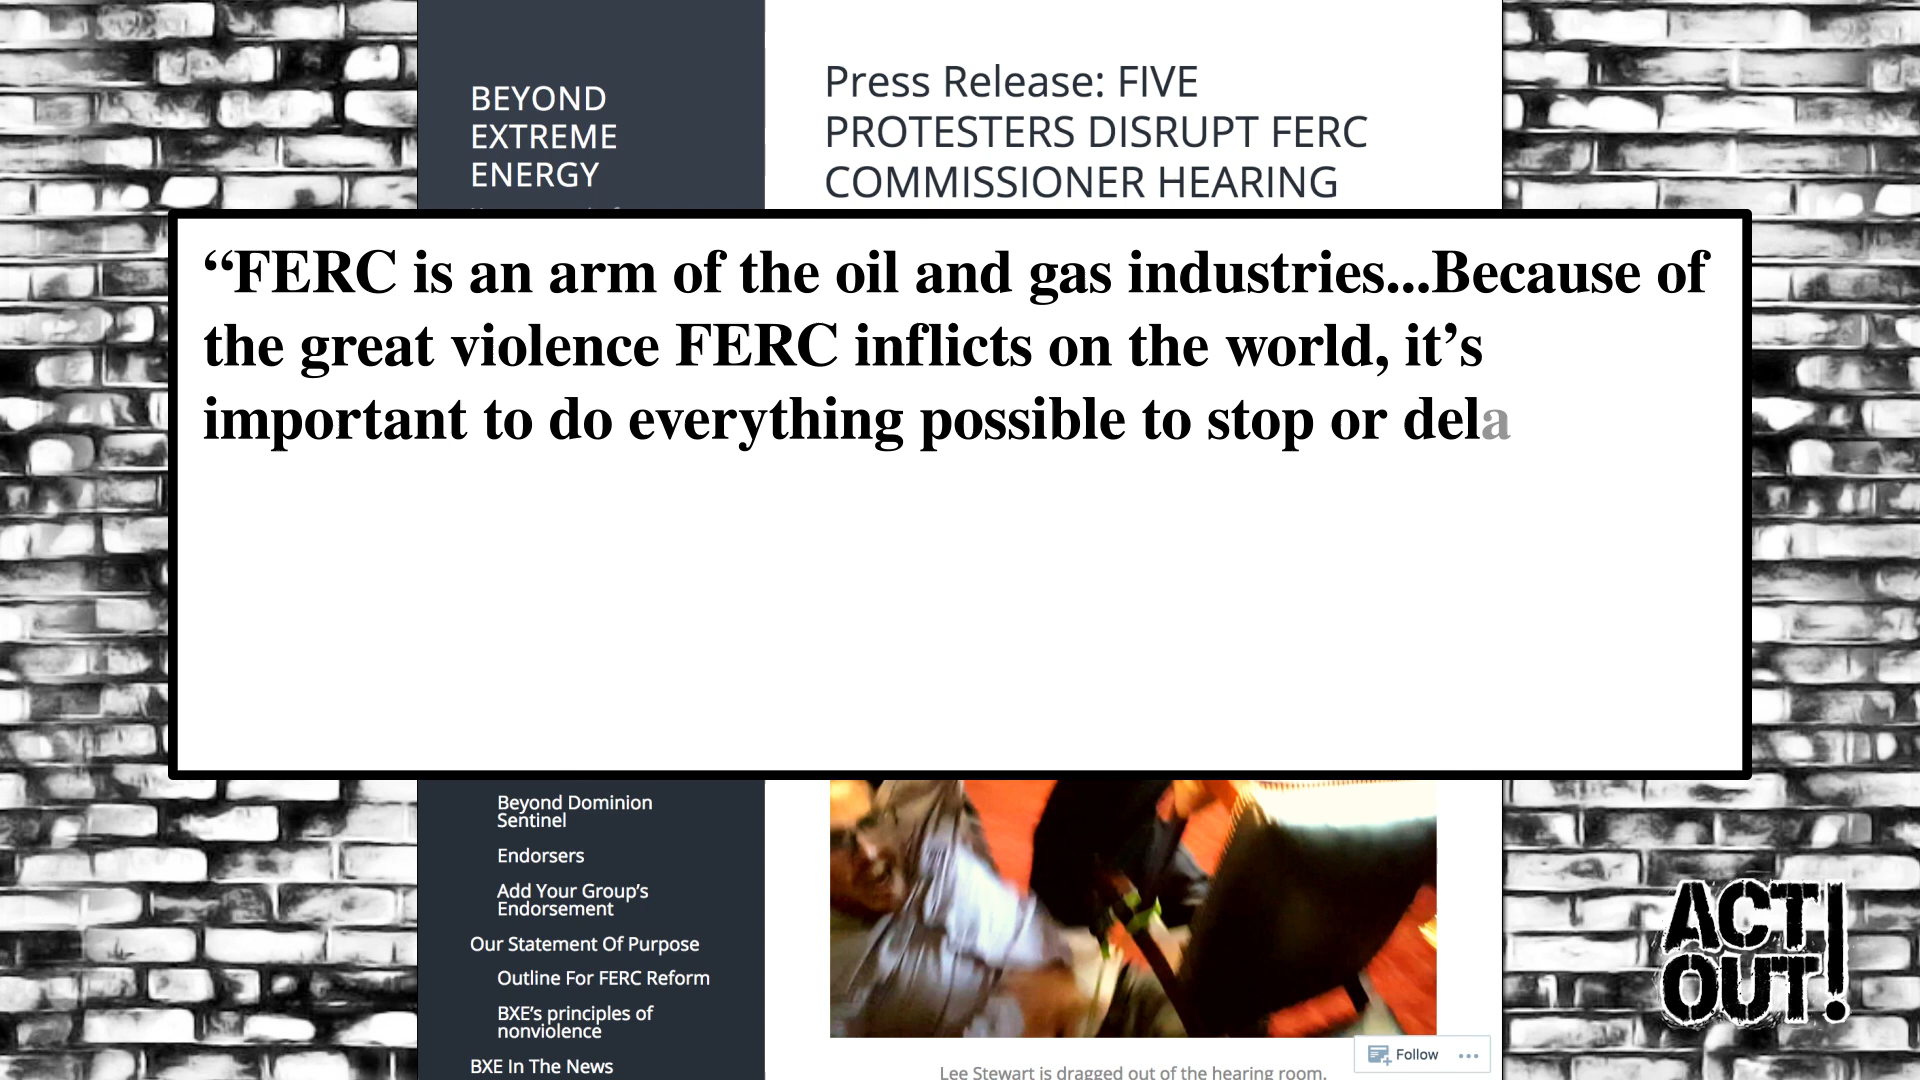 BEYOND
EXTREME
ENERGY
Press Release: FIVE
PROTESTERS DISRUPT FERC
COMMISSIONER HEARING
“FERC is an arm of the oil and gas industries...Because of
the great violence FERC inflicts on the world, it’s
important to do everything possible to stop or dela
Beyond Dominion
Sentinel
Endorsers
Add Your Group’s
Endorsement
Our Statement Of Purpose
Outline For FERC Reform
BXE’s principles of
nonviolence
BXE In The News
Follow
Lee Stewart is dragged out of the hearing room.
ACT
OUT!